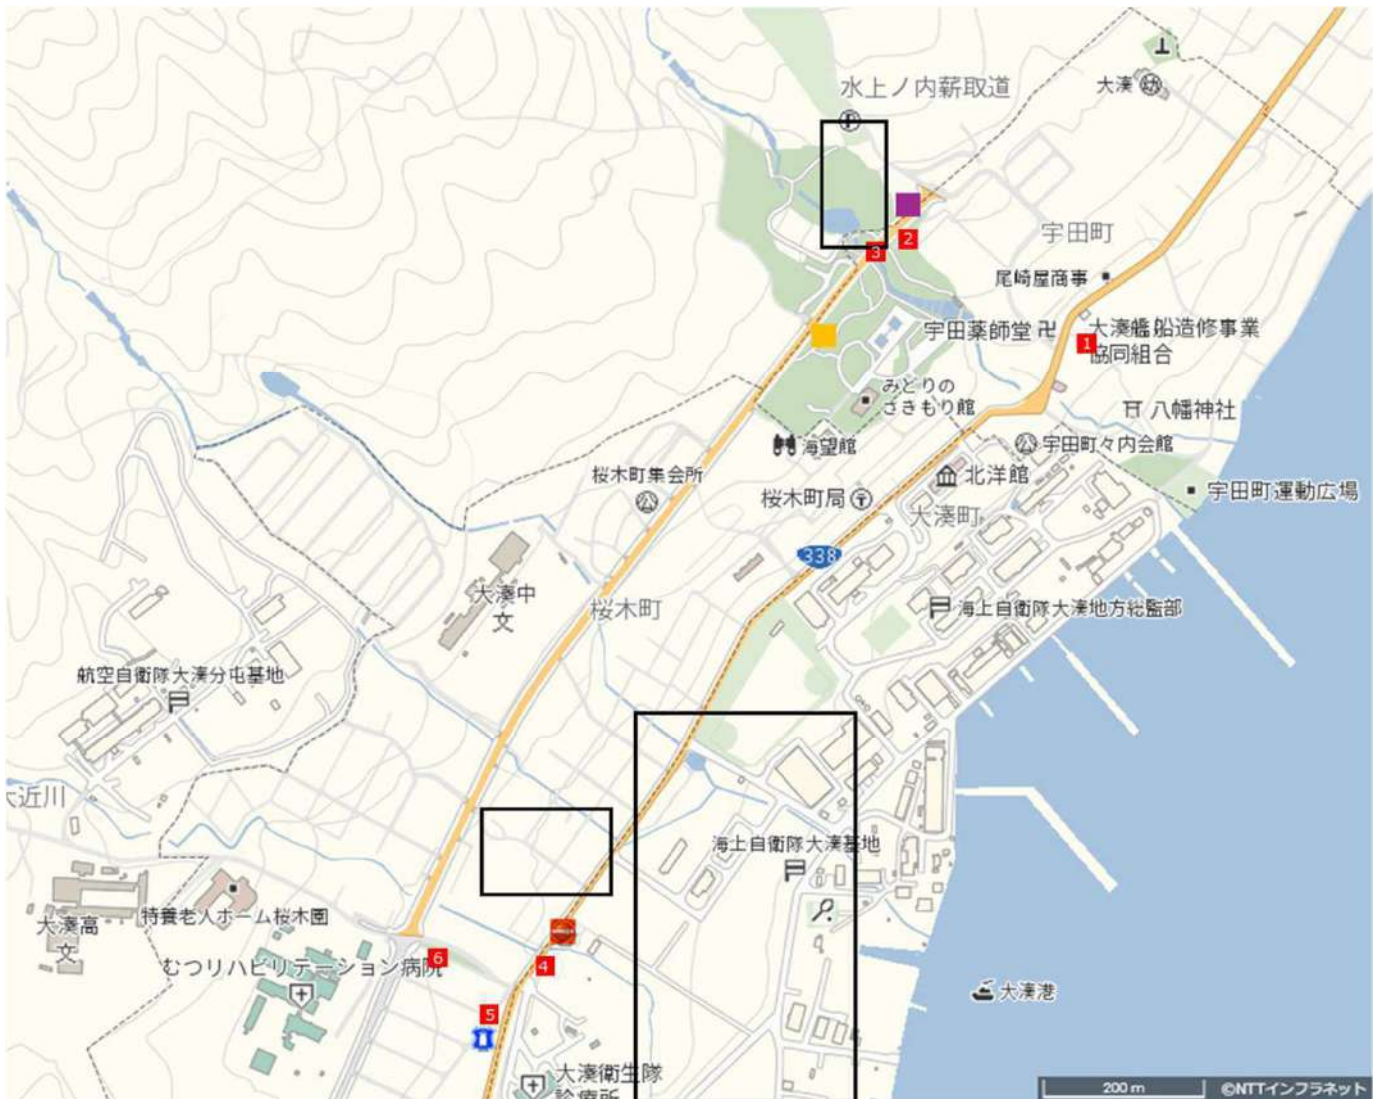 水上ノ内薪取道
大湊
幼
P
宇田町
2
3
尾崎屋商事
宇田薬師堂
大湊艦船造修事業
協同組合
1
みどりの
さきもり館
八幡神社
海望館
宇田町々内会館
公
北洋館
桜木町集会所
公
桜木町局
宇田町運動広場
大湊町
338
大湊中
文
桜木町
海上自衛隊大湊地方総監部
航空自衛隊大湊分屯基地
大近川
海上自衛隊大湊基地
特養老人ホーム桜木園
大湊高
文
6
むつリハビリテーション病院
4
大湊港
5
大湊衛生隊
診療所
200 m
©NTTインフラネット